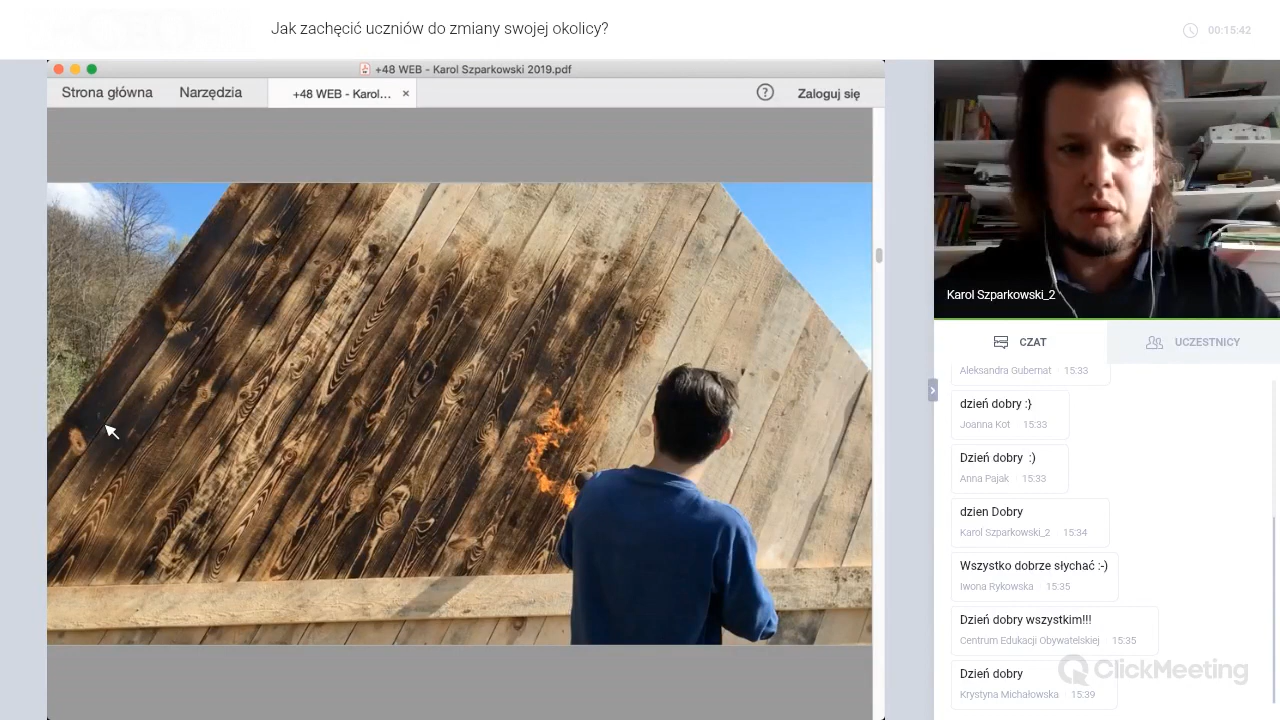 Jak zachęcić uczniów do zmiany swojej okolicy?
00:15:42
+48 WEB - Karol Szparkowski 2019.pdf
Strona główna
Narzędzia
+48 WEB - Karol... ×
?
Zaloguj się
Karol Szparkowski_2
CZAT
UCZESTNICY
Aleksandra Gubernat 15:33
dzień dobry :}
Joanna Kot 15:33
Dzień dobry :)
Anna Pająk 15:33
dzien Dobry
Karol Szparkowski_2 15:34
Wszystko dobrze słychać :-)
Iwona Rykowska 15:35
Dzień dobry wszystkim!!!
Centrum Edukacji Obywatelskiej 15:35
Dzień dobry
Krystyna Michałowska 15:39
ClickMeeting